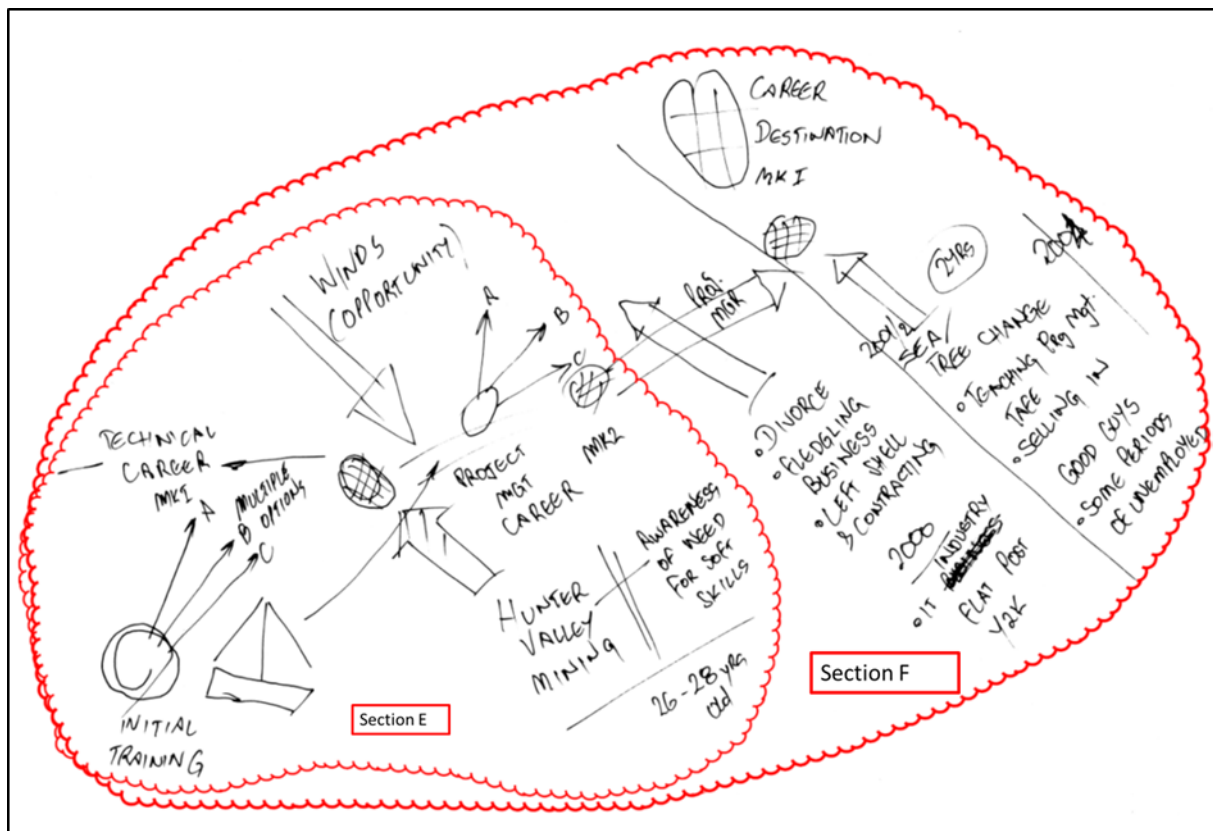 CAREER
DESTINATION
MK I
WINDS
(OPPORTUNITY)
A
B
C
PROJ.
MGR
2YRS
2004
2001/2
SEA/
TREE CHANGE
• TEACHING PRJ MGT.
TAFE
• SELLING IN
GOOD GUYS
• SOME PERIODS
OF UNEMPLOYED
TECHNICAL
CAREER
MKI
A
B
C
MULTIPLE
OPTIONS
PROJECT
MGT
CAREER
MK2
• DIVORCE
• FLEDGLING
BUSINESS
• LEFT SHELL
& CONTRACTING
2000
• IT INDUSTRY
FLAT POST
Y2K
AWARENESS
OF NEED
FOR SOFT
SKILLS
HUNTER
VALLEY
MINING
26-28 yrs
old
INITIAL
TRAINING
Section E
Section F